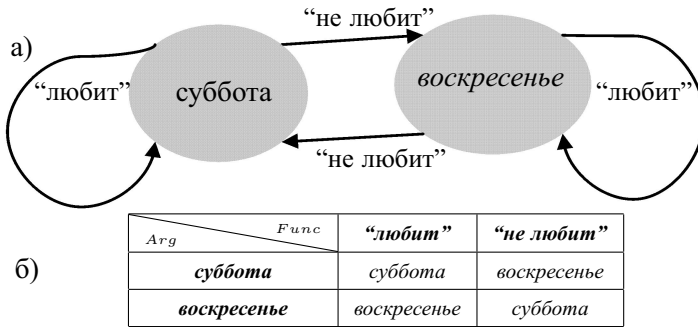 “не любит”
а)
“любит”
суббота
воскресенье
“любит”
“не любит”
б)
Arg Func “любит” “не любит”
суббота суббота воскресенье
воскресенье воскресенье суббота